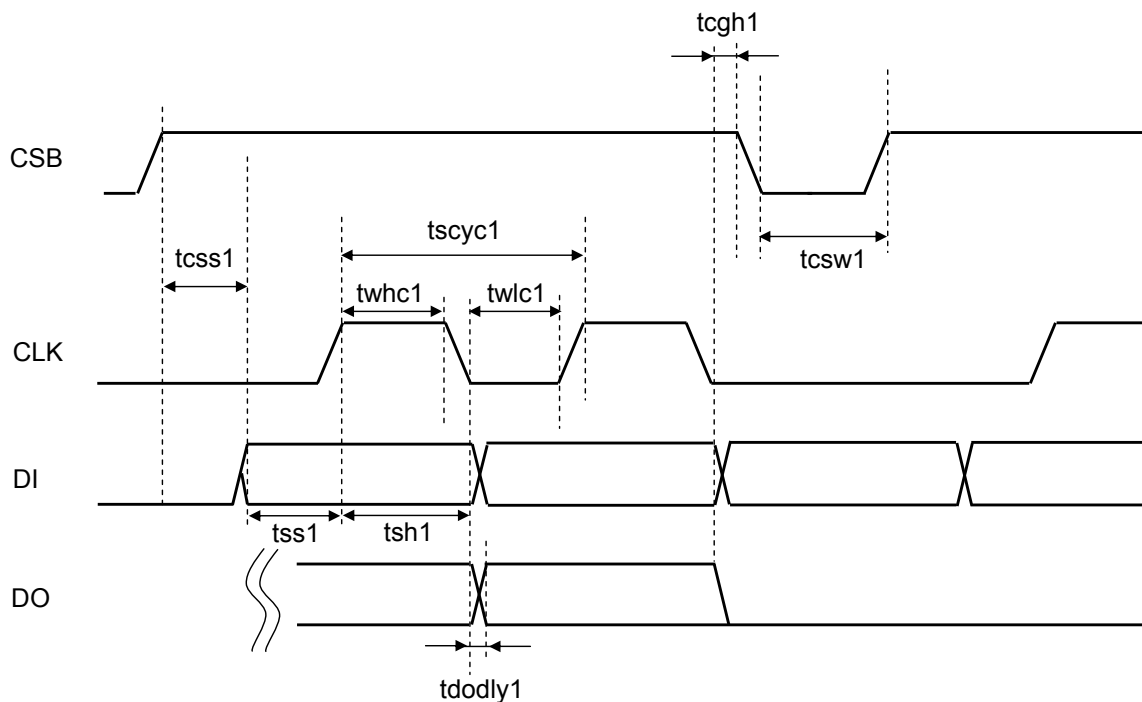 tcgh1
CSB
tcss1
tscyc1
tcsw1
twhc1
twlc1
CLK
DI
tss1
tsh1
DO
tdodly1